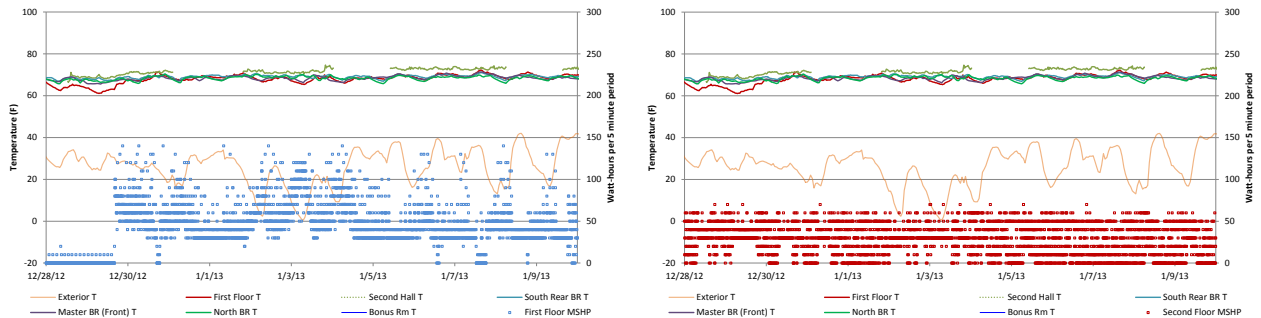 100
80
60
40
20
0
-20
Temperature (F)
300
250
200
150
100
50
0
Watt-hours per 5 minute period
12/28/12 12/30/12 1/1/13 1/3/13 1/5/13 1/7/13 1/9/13
Exterior T First Floor T Second Hall T South Rear BR T
Master BR (Front) T North BR T Bonus Rm T First Floor MSHP
100
80
60
40
20
0
-20
Temperature (F)
300
250
200
150
100
50
0
Watt-hours per 5 minute period
12/28/12 12/30/12 1/1/13 1/3/13 1/5/13 1/7/13 1/9/13
Exterior T First Floor T Second Hall T South Rear BR T
Master BR (Front) T North BR T Bonus Rm T Second Floor MSHP